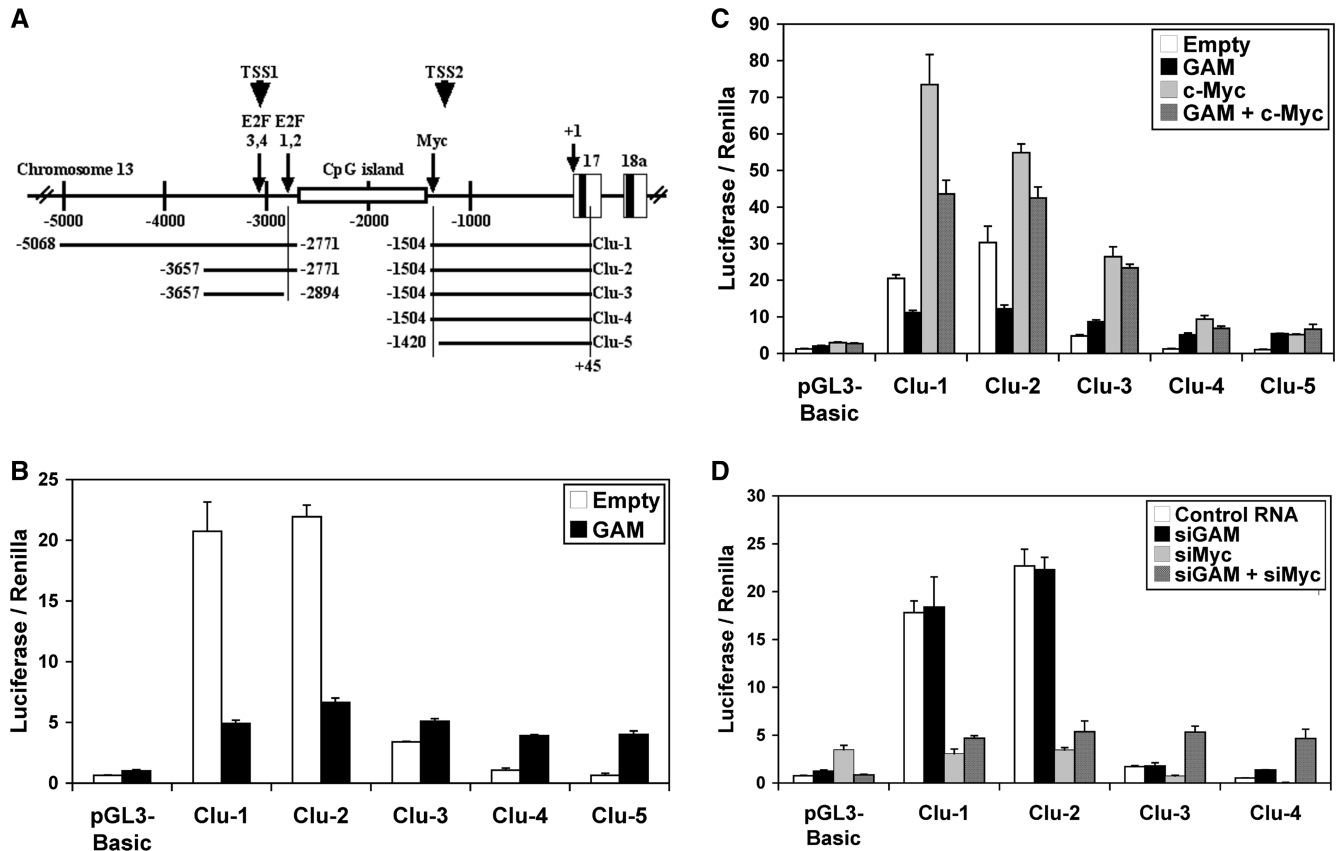 A
TSS1
TSS2
E2F E2F
3,4 1,2
Myc
+1
Chromosome 13
CpG island
17
18a
-5000 -4000 -3000 -2000 -1000
-5068 -2771 -1504 Clu-1
-3657 -2771 -1504 Clu-2
-3657 -2894 -1504 Clu-3
-1504 Clu-4
-1420 Clu-5
+45
B
Luciferase / Renilla
25
20
15
10
5
0
Empty
GAM
pGL3-
Basic
Clu-1
Clu-2
Clu-3
Clu-4
Clu-5
C
Luciferase / Renilla
90
80
70
60
50
40
30
20
10
0
Empty
GAM
c-Myc
GAM + c-Myc
pGL3-
Basic
Clu-1
Clu-2
Clu-3
Clu-4
Clu-5
D
Luciferase / Renilla
30
25
20
15
10
5
0
Control RNA
siGAM
siMyc
siGAM + siMyc
pGL3-
Basic
Clu-1
Clu-2
Clu-3
Clu-4